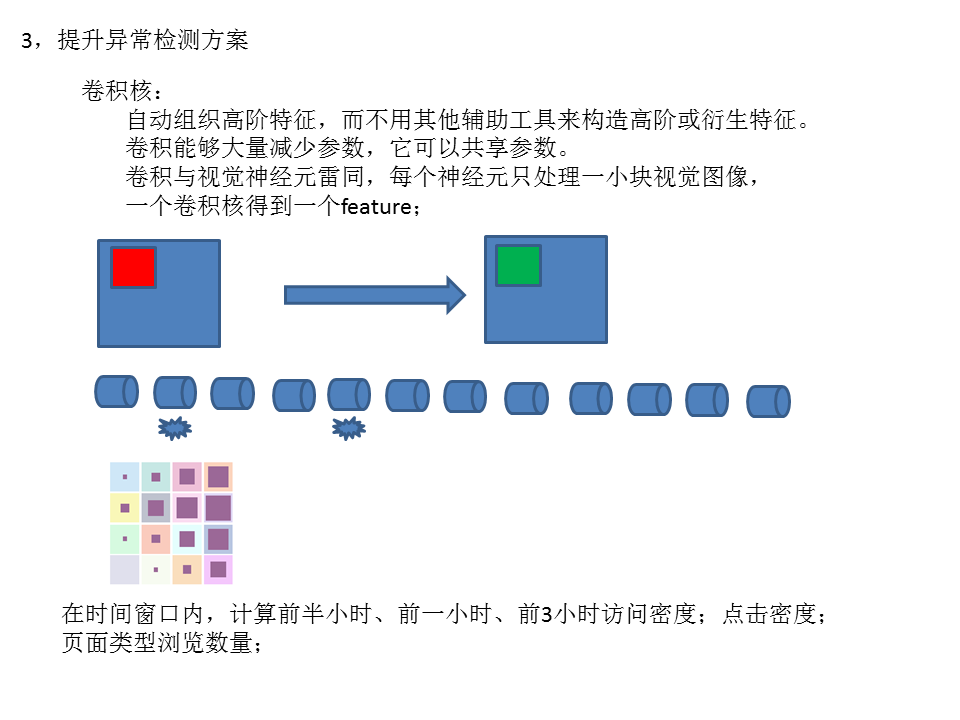 3，提升异常检测方案
卷积核：
自动组织高阶特征，而不用其他辅助工具来构造高阶或衍生特征。
卷积能够大量减少参数，它可以共享参数。
卷积与视觉神经元雷同，每个神经元只处理一小块视觉图像，
一个卷积核得到一个feature；
在时间窗口内，计算前半小时、前一小时、前3小时访问密度；点击密度；
页面类型浏览数量；